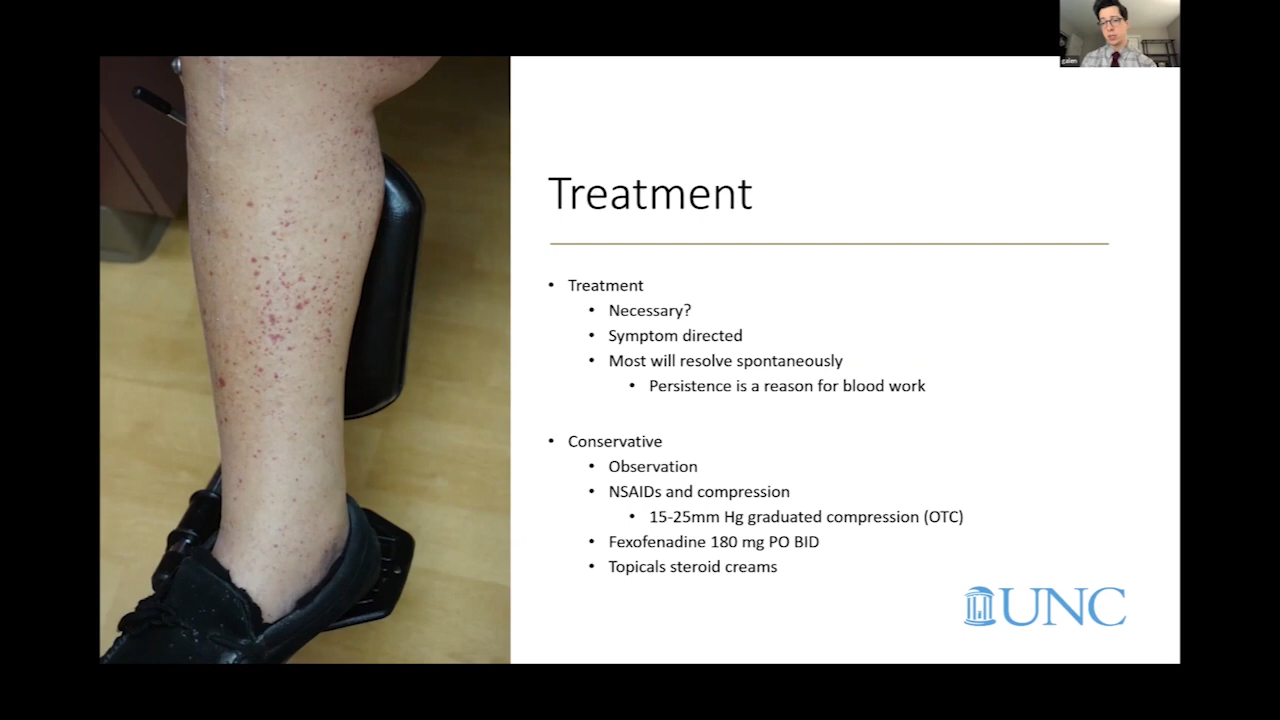 galen
Treatment
• Treatment
• Necessary?
• Symptom directed
• Most will resolve spontaneously
• Persistence is a reason for blood work
• Conservative
• Observation
• NSAIDs and compression
• 15-25mm Hg graduated compression (OTC)
• Fexofenadine 180 mg PO BID
• Topicals steroid creams
UNC